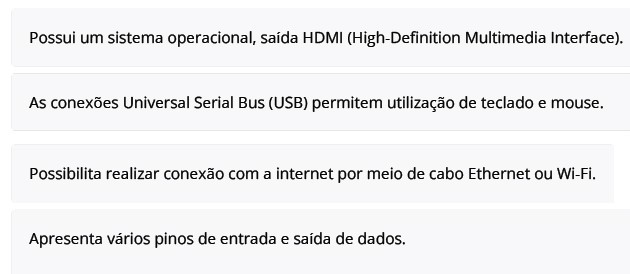 Possui um sistema operacional, saída HDMI (High-Definition Multimedia Interface).
As conexões Universal Serial Bus (USB) permitem utilização de teclado e mouse.
Possibilita realizar conexão com a internet por meio de cabo Ethernet ou Wi-Fi.
Apresenta vários pinos de entrada e saída de dados.